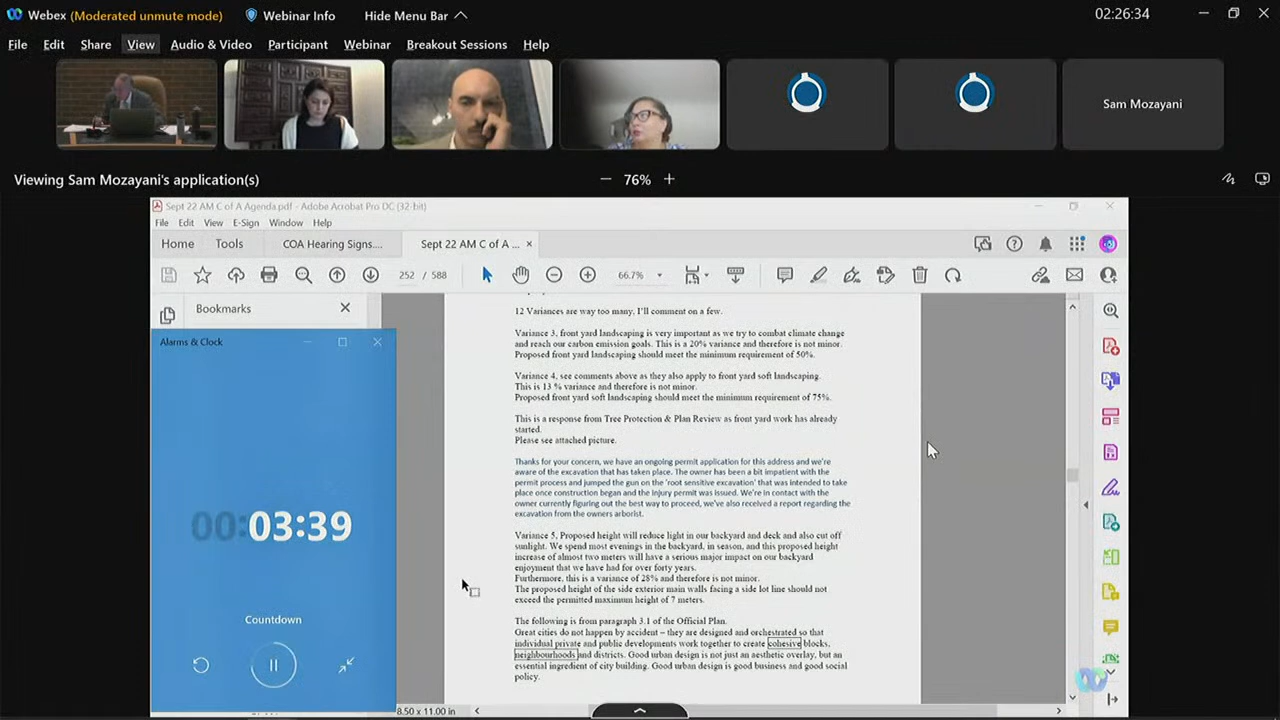 Webex (Moderated unmute mode) Webinar Info Hide Menu Bar 02:26:34
File Edit Share View Audio & Video Participant Webinar Breakout Sessions Help
Sam Mozayani
Viewing Sam Mozayani's application(s) 76%
Sept 22 AM C of A Agenda.pdf - Adobe Acrobat Pro DC (32-bit)
File Edit View E-Sign Window Help
Home Tools COA Hearing Signs.... Sept 22 AM C of A ...
252 / 588 66.7%
Bookmarks
Alarms & Clock
00:03:39
Countdown
12 Variances are way too many, I'll comment on a few.
Variance 3, front yard landscaping is very important as we try to combat climate change
and reach our carbon emission goals. This is a 20% variance and therefore is not minor.
Proposed front yard landscaping should meet the minimum requirement of 50%.
Variance 4, see comments above as they also apply to front yard soft landscaping.
This is 13 % variance and therefore is not minor.
Proposed front yard soft landscaping should meet the minimum requirement of 75%.
This is a response from Tree Protection & Plan Review as front yard work has already
started.
Please see attached picture.
Thanks for your concern, we have an ongoing permit application for this address and we're
aware of the excavation that has taken place. The owner has been a bit impatient with the
permit process and jumped the gun on the 'root sensitive excavation' that was intended to take
place once construction began and the injury permit was issued. We're in contact with the
owner currently figuring out the best way to proceed, we've also received a report regarding the
excavation from the owners arborist.
Variance 5, Proposed height will reduce light in our backyard and deck and also cut off
sunlight. We spend most evenings in the backyard, in season, and this proposed height
increase of almost two meters will have a serious major impact on our backyard
enjoyment that we have had for over forty years.
Furthermore, this is a variance of 28% and therefore is not minor.
The proposed height of the side exterior main walls facing a side lot line should not
exceed the permitted maximum height of 7 meters.
The following is from paragraph 3.1 of the Official Plan.
Great cities do not happen by accident – they are designed and orchestrated so that
individual private and public developments work together to create cohesive blocks,
neighbourhoods and districts. Good urban design is not just an aesthetic overlay, but an
essential ingredient of city building. Good urban design is good business and good social
policy.
8.50 x 11.00 in